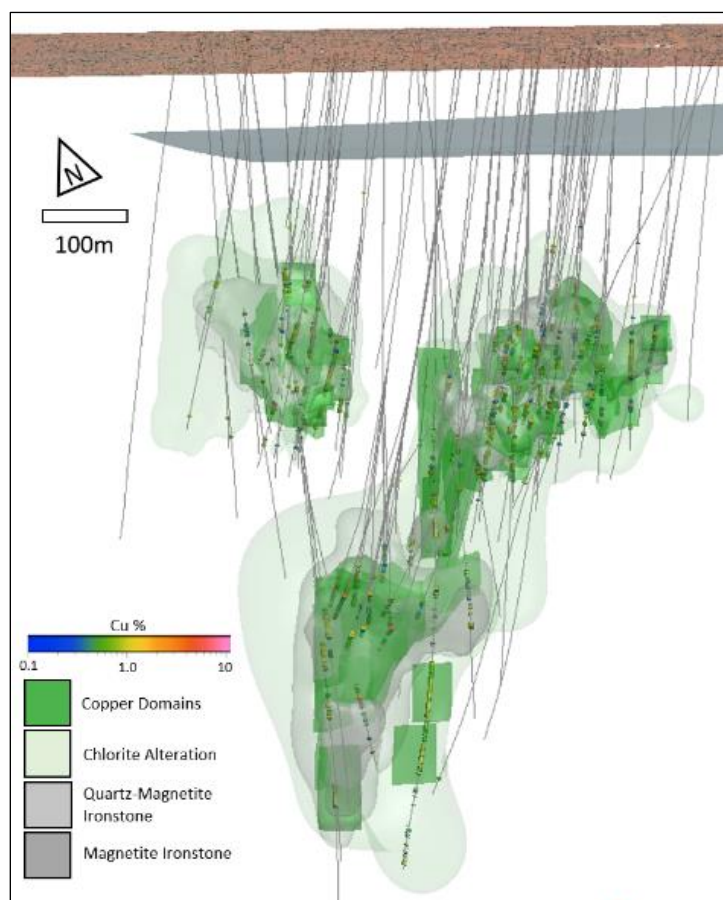 N
100m
Cu %
0.1 1.0 10
Copper Domains
Chlorite Alteration
Quartz-Magnetite
Ironstone
Magnetite Ironstone